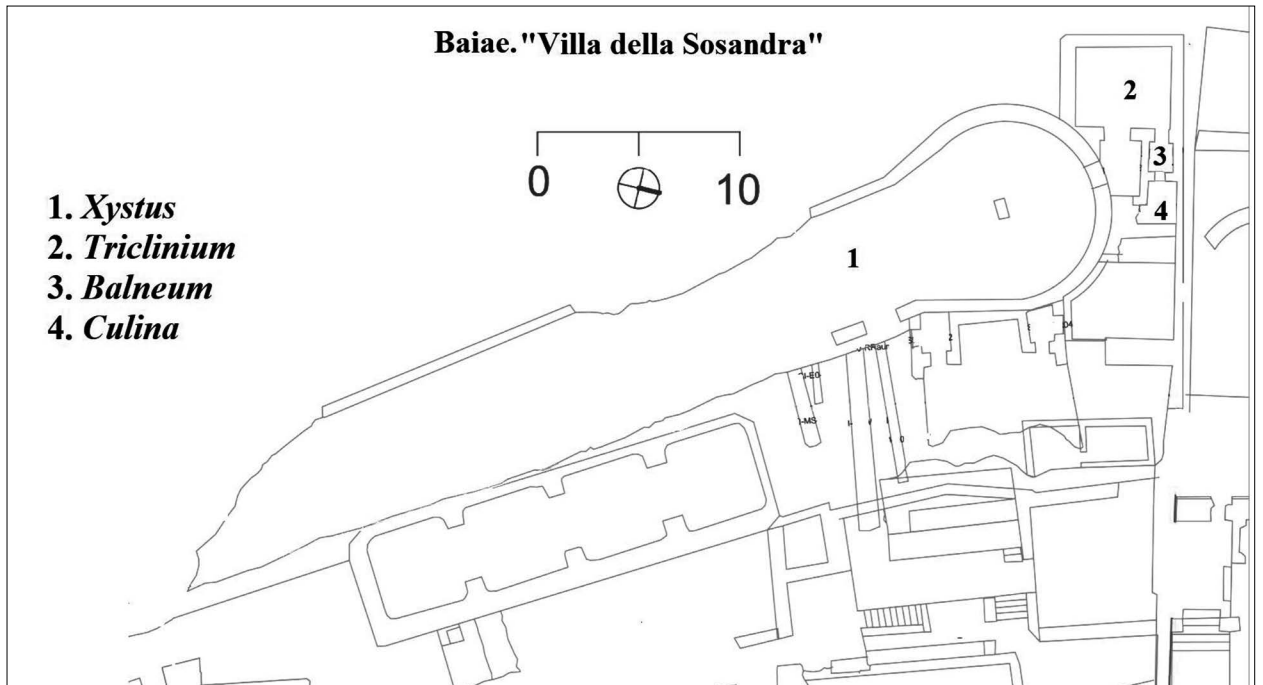 Baiae. "Villa della Sosandra"
0 10
1. Xystus
2. Triclinium
3. Balneum
4. Culina
2
3
4
1